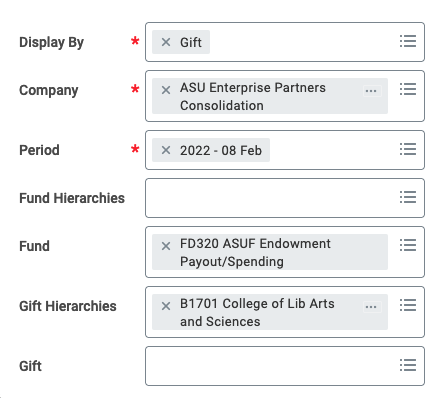 Display By * × Gift
Company * × ASU Enterprise Partners ...
Consolidation
Period * × 2022 - 08 Feb
Fund Hierarchies
Fund × FD320 ASUF Endowment
Payout/Spending
Gift Hierarchies × B1701 College of Lib Arts ...
and Sciences
Gift